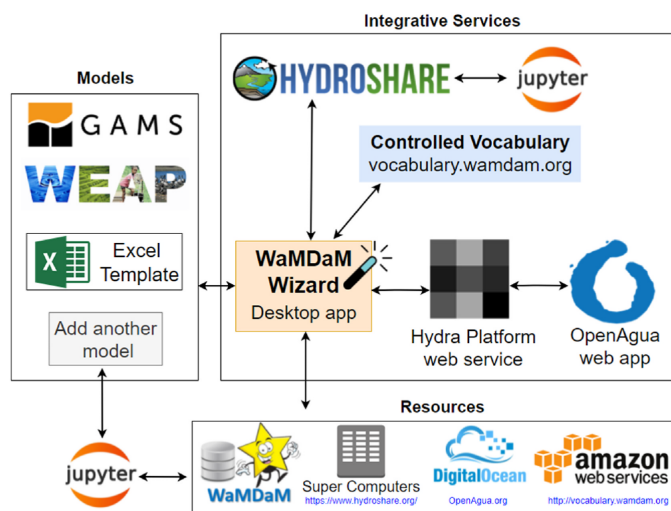 Integrative Services
HYDROSHARE
jupyter
Models
GAMS
WEAP
X
Excel
Template
Add another
model
Controlled Vocabulary
vocabulary.wamdam.org
WaMDaM
Wizard
Desktop app
Hydra Platform
web service
OpenAgua
web app
Resources
jupyter
WaMDaM
Super Computers
https://www.hydroshare.org/
DigitalOcean
OpenAgua.org
amazon
web services
http://vocabulary.wamdam.org